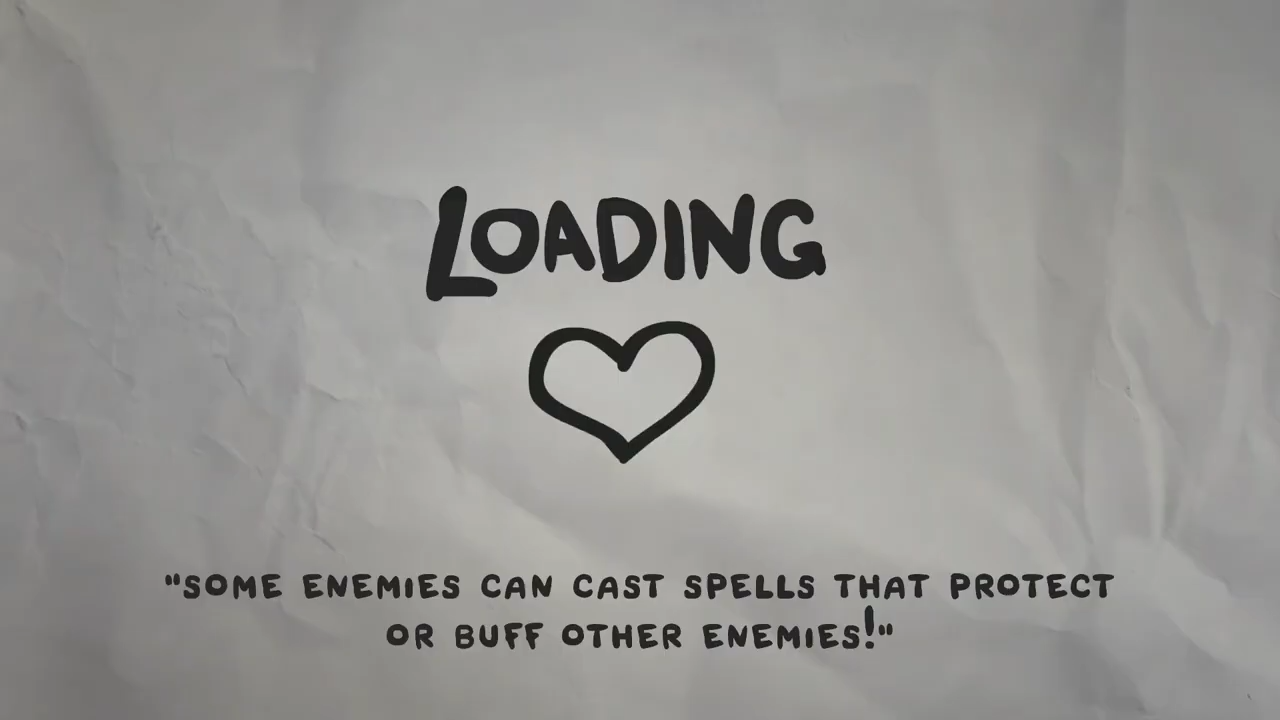 LOADING
"SOME ENEMIES CAN CAST SPELLS THAT PROTECT
OR BUFF OTHER ENEMIES!"